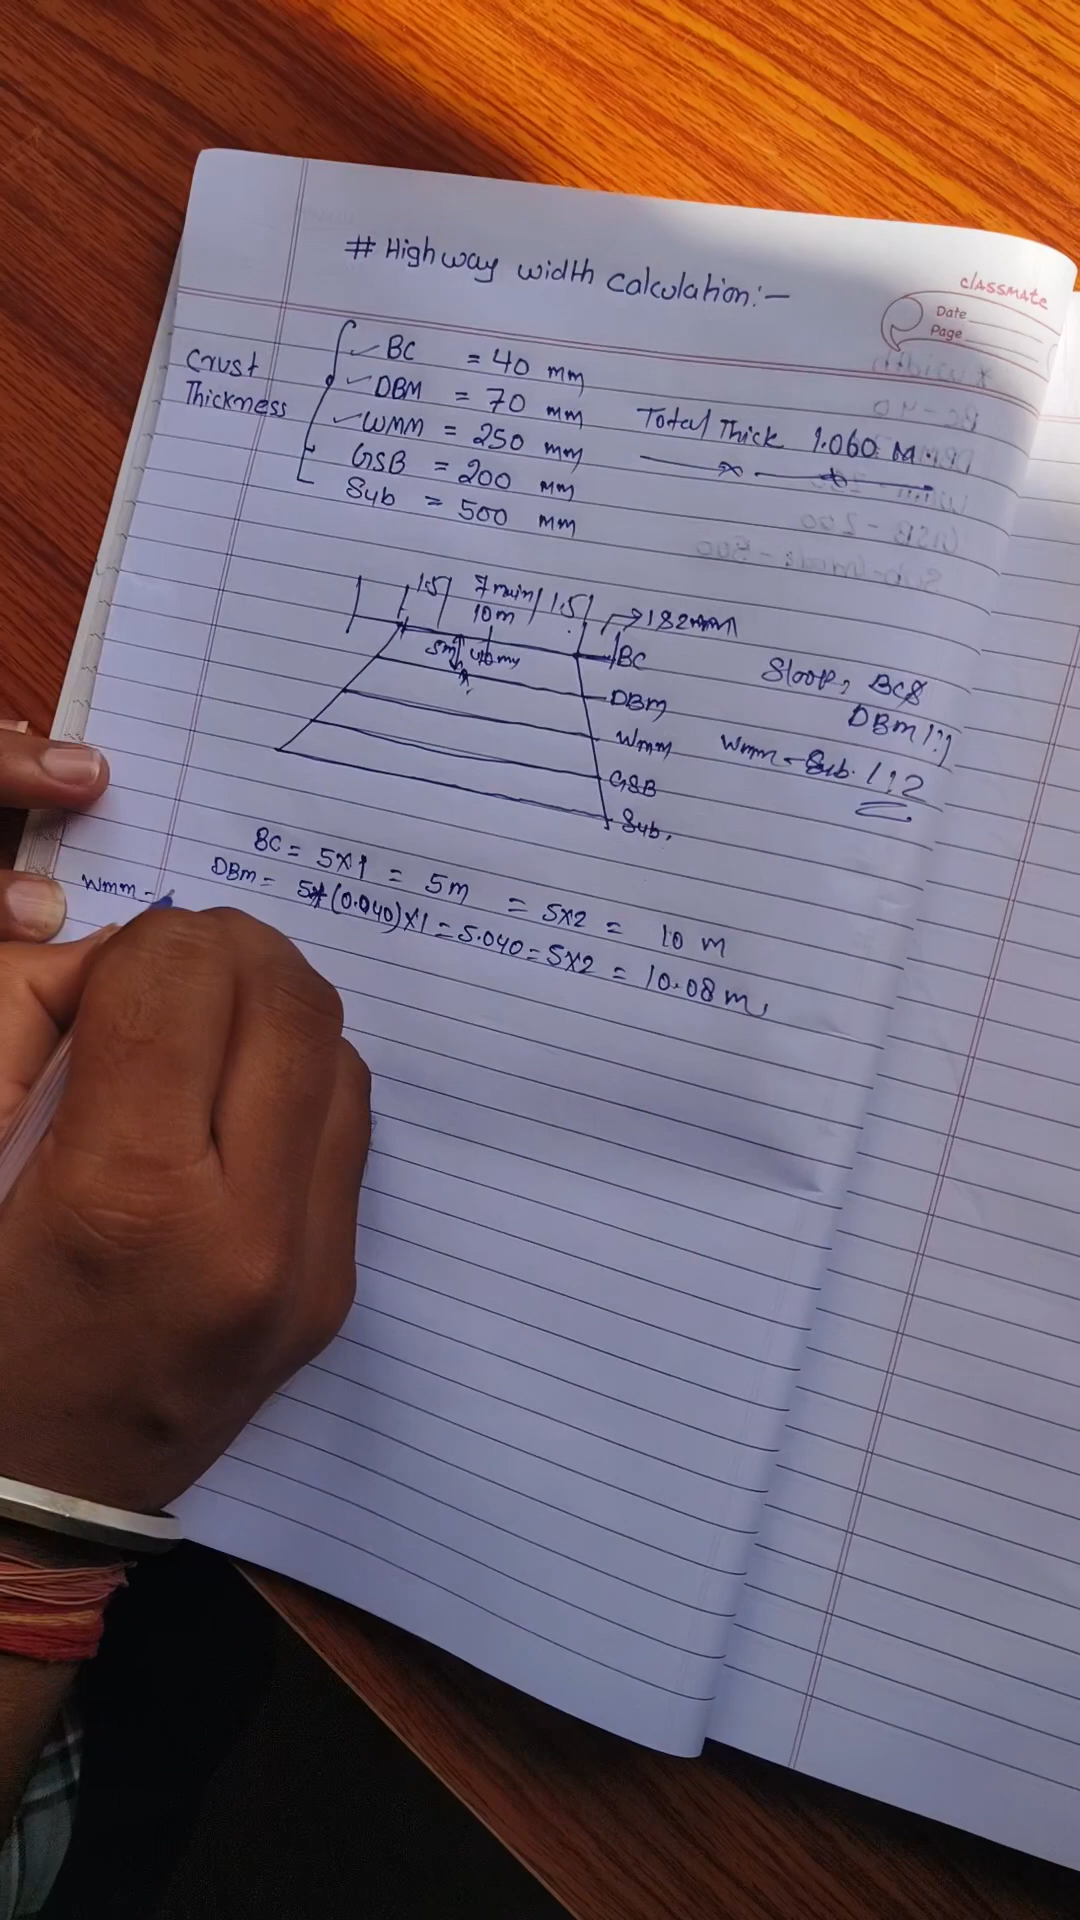 # Highway width calculation:-
classmate
Date
Page
Crust Thickness
BC = 40 mm
DBM = 70 mm
WMM = 250 mm
GSB = 200 mm
Sub = 500 mm
Total Thick 1.060 M
1.5 7 main 1.5
10m
5m
BC
DBM
WMM
GSB
Sub.
Sloop, BC &
DBM 1:1
WMM - Sub. 1:2
BC = 5x1 = 5m = 5x2 = 10 m
DBM = 5+(0.040)x1 = 5.040 = 5x2 = 10.08 m
WMM =